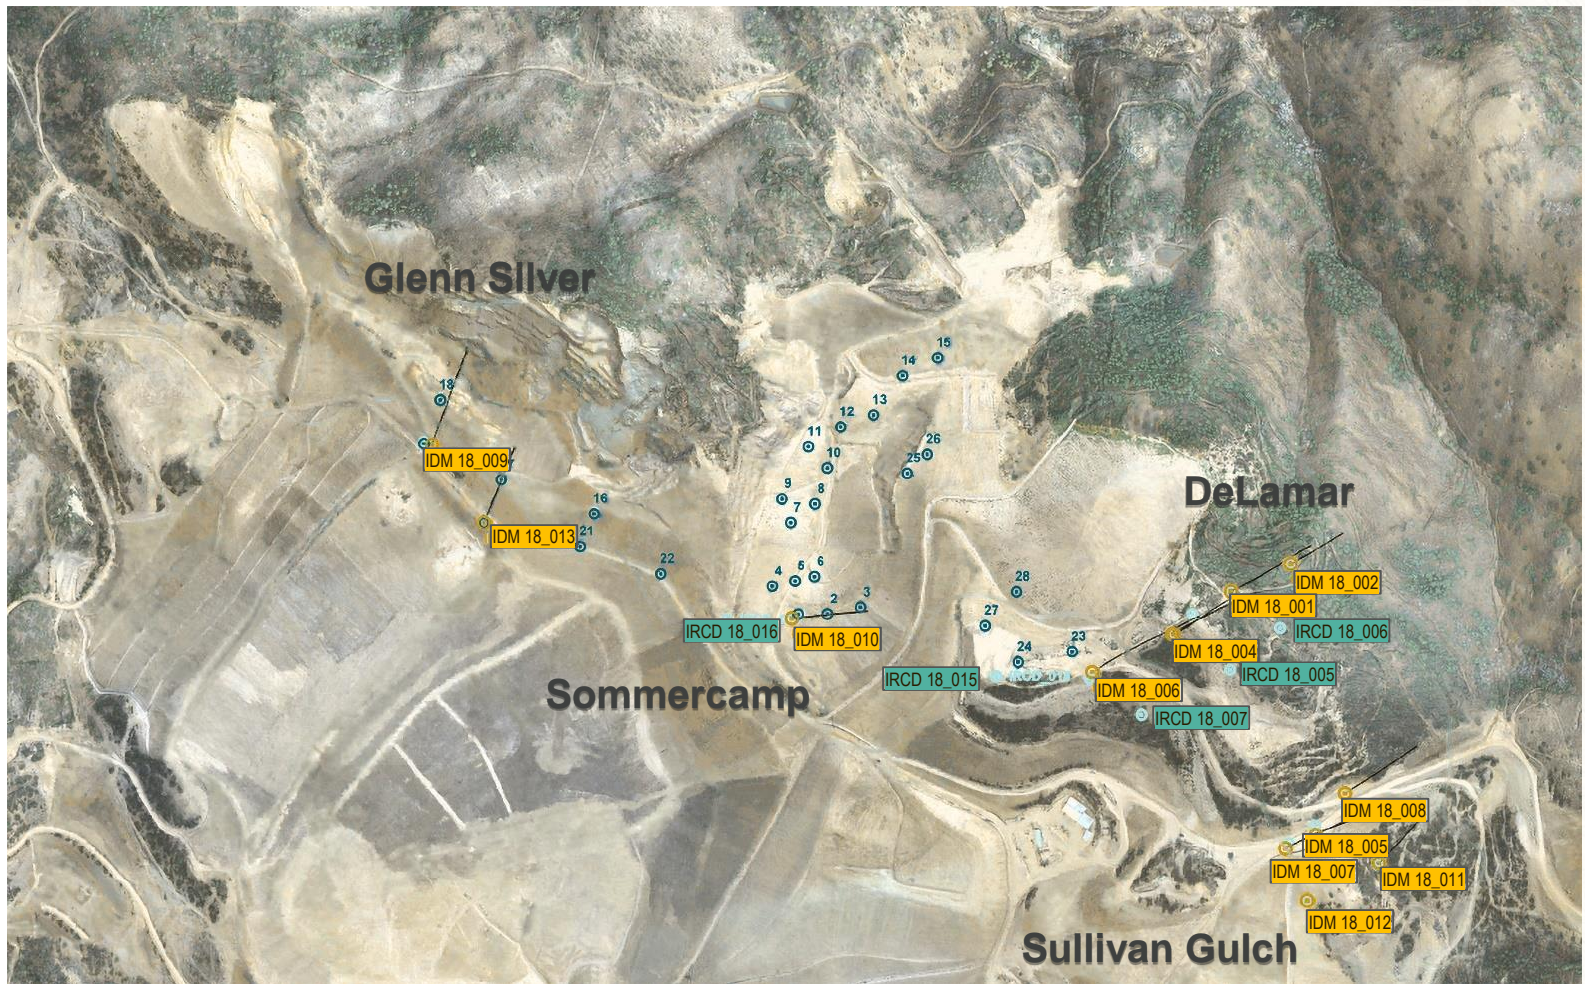 Glenn Silver
15
14
18
13
12
11
26
10
IDM 18_009
25
9
8
DeLamar
16
7
IDM 18_013
21
22
6
5
4
28
IDM 18_002
3
2
IDM 18_001
27
IRCD 18_016
IDM 18_010
IRCD 18_006
23
IDM 18_004
24
IRCD 18_015
IRCD 18_005
IDM 18_006
Sommercamp
IRCD 18_007
IDM 18_008
IDM 18_005
IDM 18_007
IDM 18_011
IDM 18_012
Sullivan Gulch